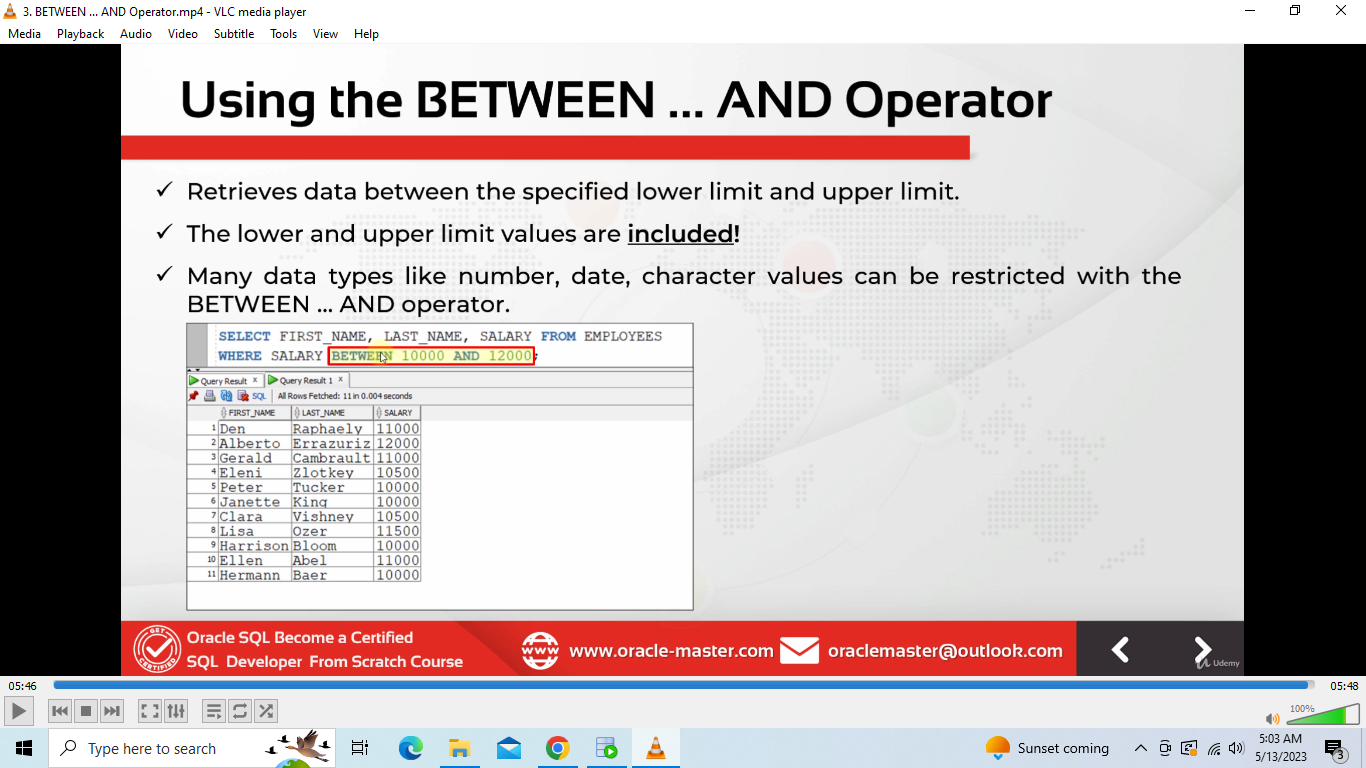 3. BETWEEN ... AND Operator.mp4 - VLC media player
Media Playback Audio Video Subtitle Tools View Help
Using the BETWEEN ... AND Operator
✓ Retrieves data between the specified lower limit and upper limit.
✓ The lower and upper limit values are included!
✓ Many data types like number, date, character values can be restricted with the
BETWEEN ... AND operator.
SELECT FIRST_NAME, LAST_NAME, SALARY FROM EMPLOYEES
WHERE SALARY BETWEEN 10000 AND 12000;
Query Result x Query Result 1 x
SQL All Rows Fetched: 11 in 0.004 seconds
FIRST_NAME LAST_NAME SALARY
1 Den Raphaely 11000
2 Alberto Errazuriz 12000
3 Gerald Cambrault 11000
4 Eleni Zlotkey 10500
5 Peter Tucker 10000
6 Janette King 10000
7 Clara Vishney 10500
8 Lisa Ozer 11500
9 Harrison Bloom 10000
10 Ellen Abel 11000
11 Hermann Baer 10000
GET CERTIFIED
Oracle SQL Become a Certified
SQL Developer From Scratch Course
www www.oracle-master.com oraclemaster@outlook.com
Udemy
05:46 05:48
100%
Type here to search
Sunset coming
5:03 AM
5/13/2023
3